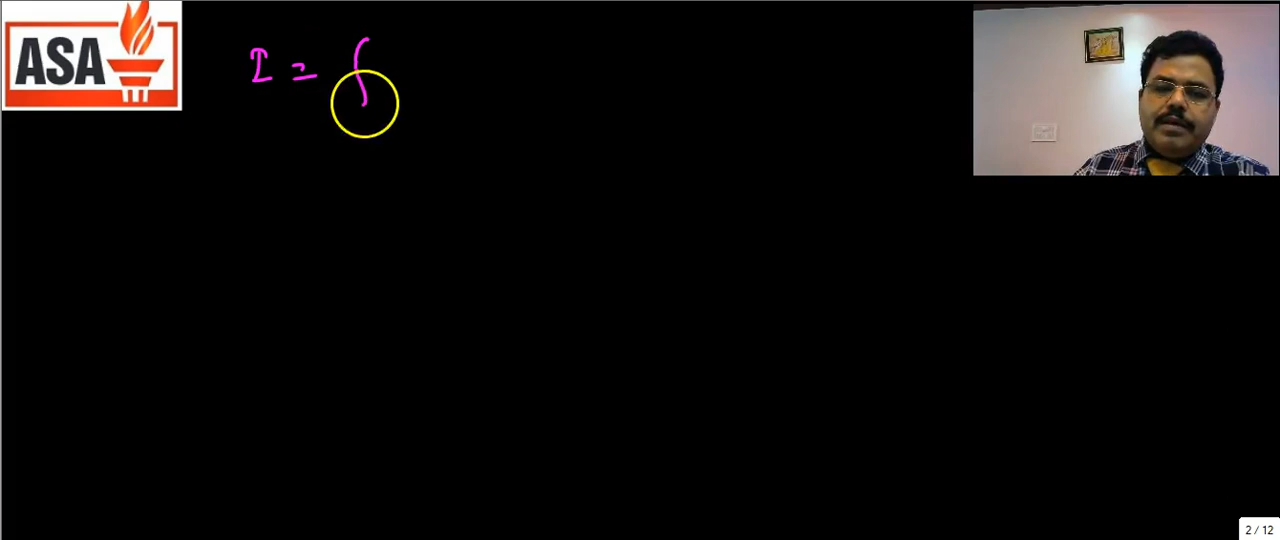 ASA
I = ∫
2 / 12